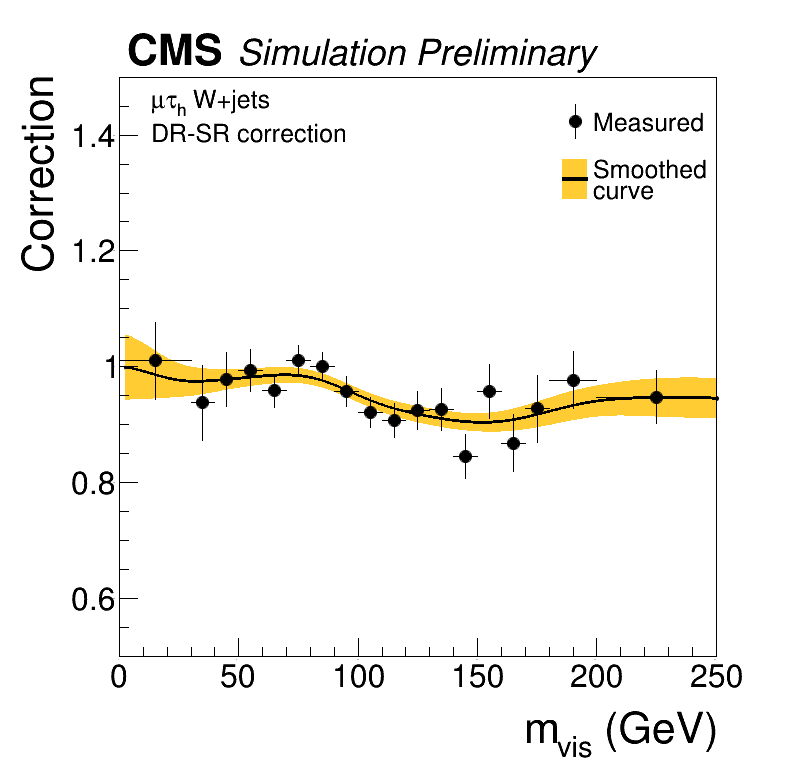 CMS Simulation Preliminary
μτh W+jets
DR-SR correction
Measured
Smoothed
curve
Correction
1.4
1.2
1
0.8
0.6
0 50 100 150 200 250
mvis (GeV)